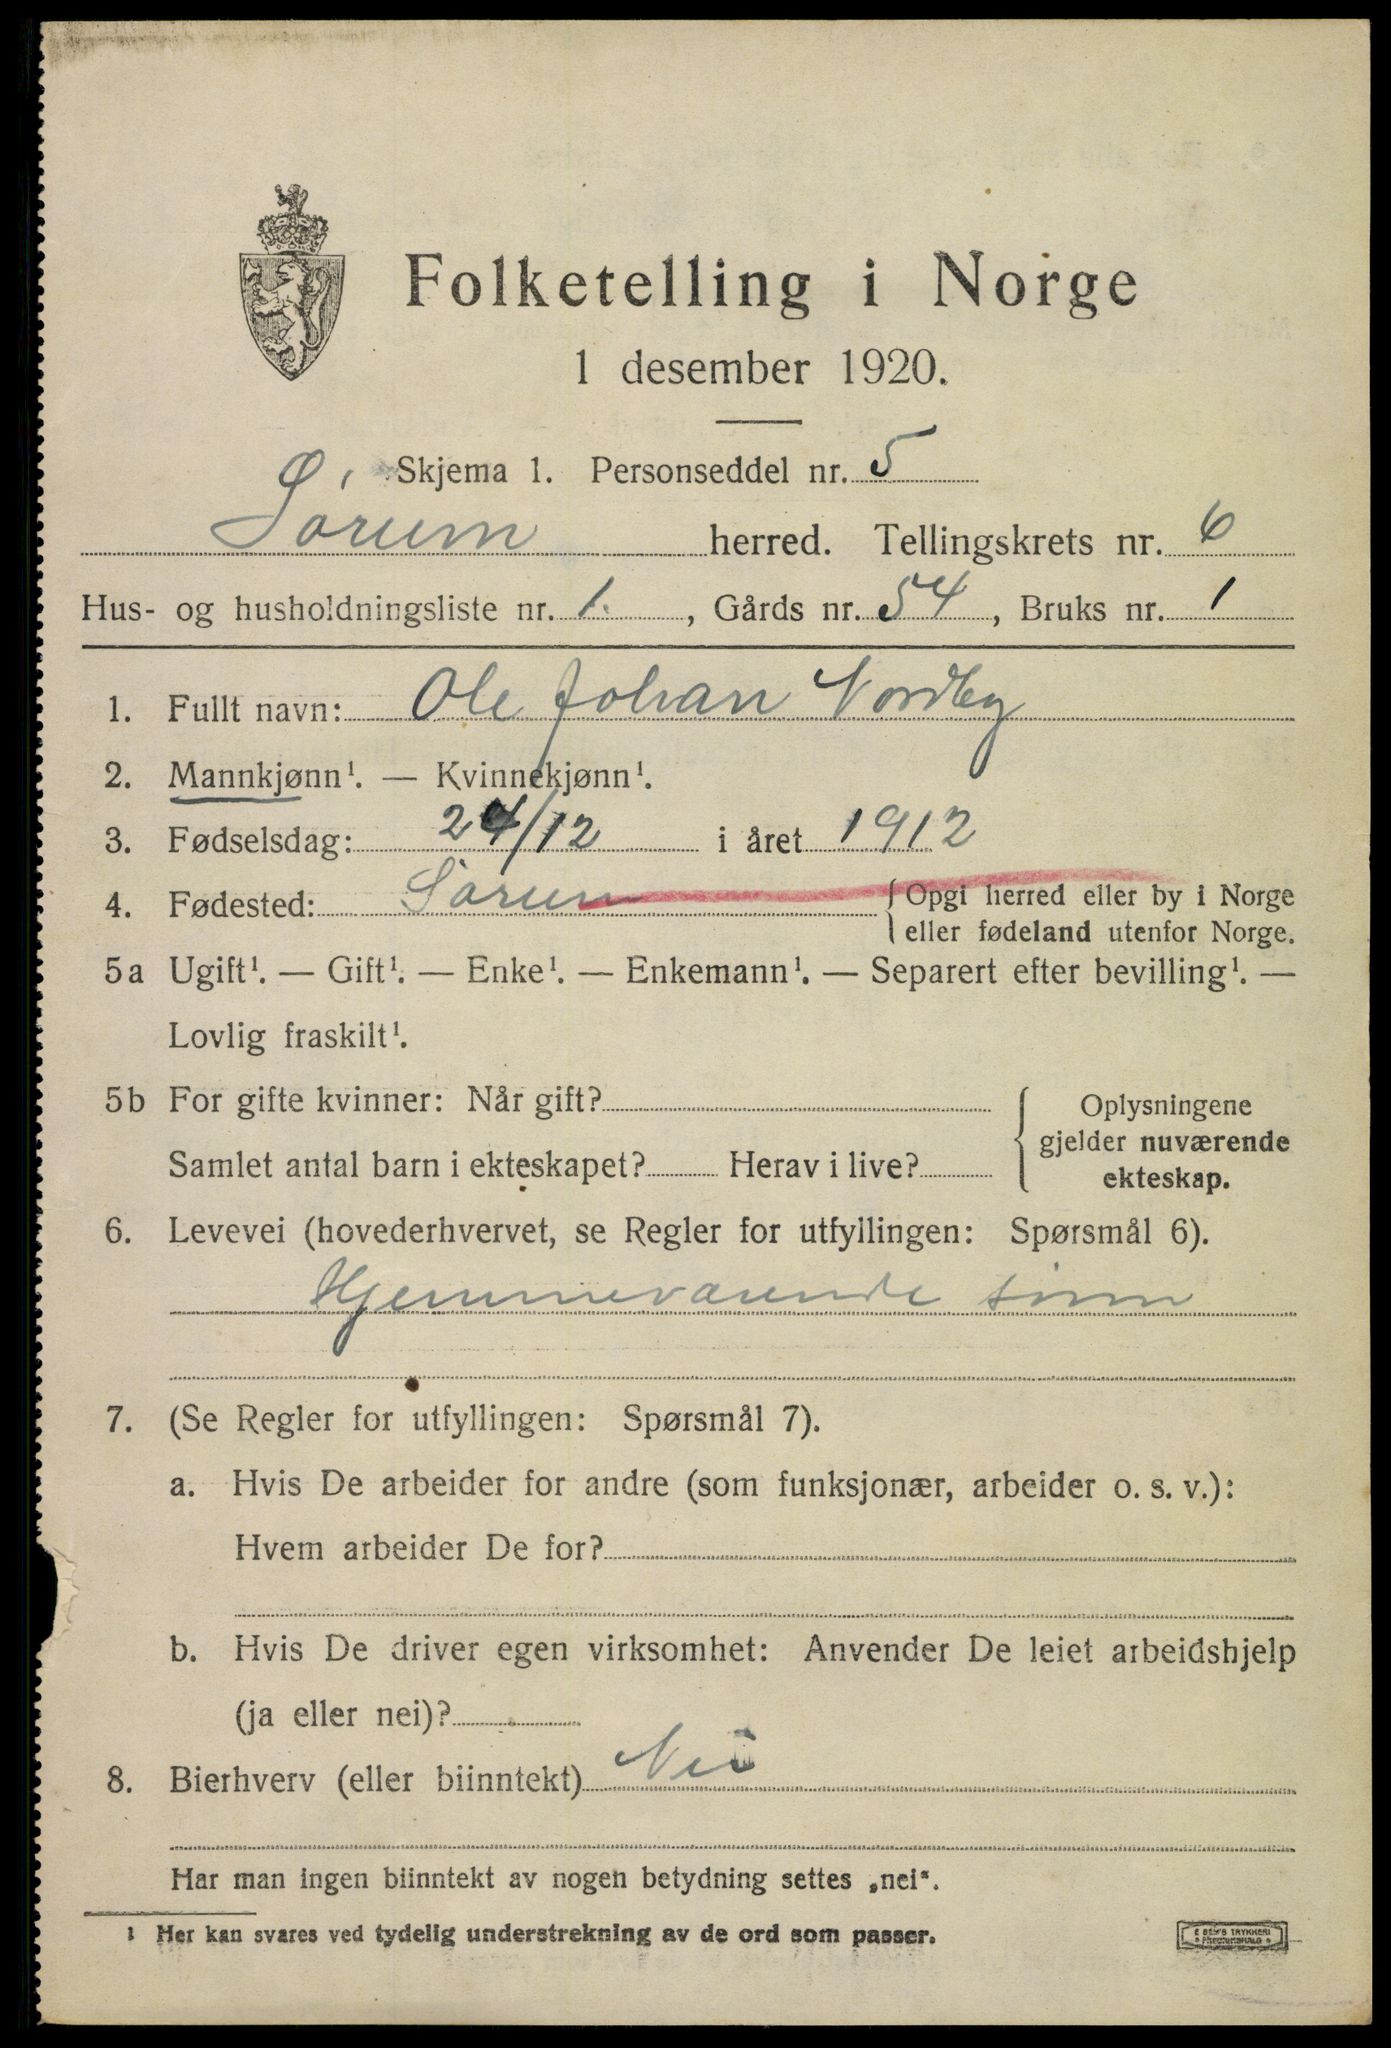 Folketelling i Norge
1 desember 1920.
Ø, Skjema 1. Personseddel nr. 5
Sørum herred. Tellingskrets nr. 6
Hus- og husholdningsliste nr. 1. , Gårds nr. 54 , Bruks nr. 1
1. Fullt navn: Ole Johan Nordby
2. Mannkjønn¹. — Kvinnekjønn¹.
3. Fødselsdag: 24/12 i året 1912
4. Fødested: Sørum { Opgi herred eller by i Norge
eller fødeland utenfor Norge.
5a Ugift¹. — Gift¹. — Enke¹. — Enkemann¹. — Separert efter bevilling¹. —
Lovlig fraskilt¹.
5b For gifte kvinner: Når gift?
Samlet antal barn i ekteskapet? Herav i live?
{ Oplysningene
gjelder nuværende
ekteskap.
6. Levevei (hovederhvervet, se Regler for utfyllingen: Spørsmål 6).
Hjemmeværende sønn
7. (Se Regler for utfyllingen: Spørsmål 7).
a. Hvis De arbeider for andre (som funksjonær, arbeider o. s. v.):
Hvem arbeider De for?
b. Hvis De driver egen virksomhet: Anvender De leiet arbeidshjelp
(ja eller nei)?
8. Bierhverv (eller biinntekt) Nei
Har man ingen biinntekt av nogen betydning settes „nei“.
¹ Her kan svares ved tydelig understrekning av de ord som passer.